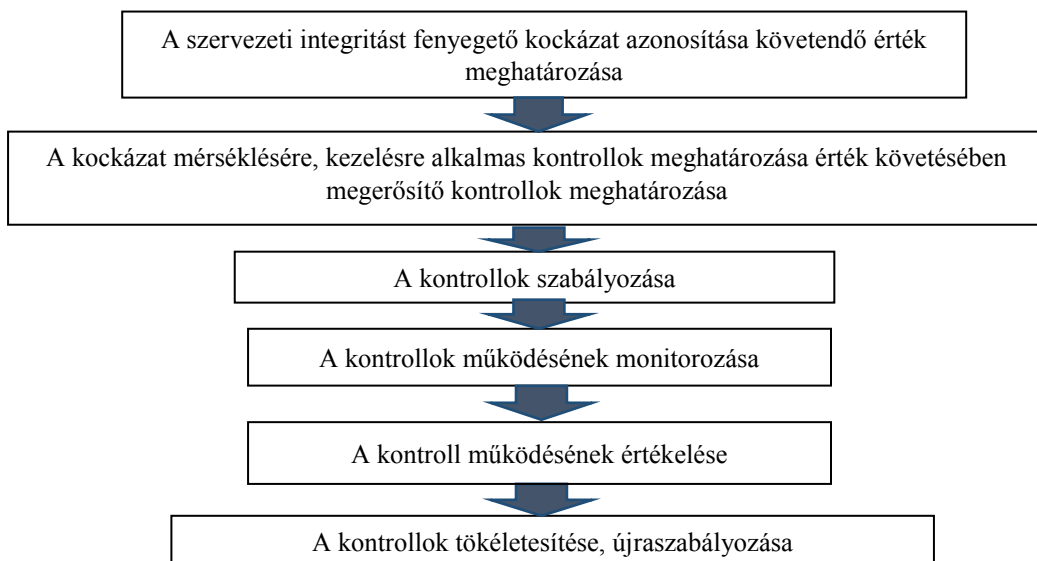 A szervezeti integritást fenyegető kockázat azonosítása követendő érték
meghatározása
A kockázat mérséklésére, kezelésre alkalmas kontrollok meghatározása érték követésében
megerősítő kontrollok meghatározása
A kontrollok szabályozása
A kontrollok működésének monitorozása
A kontroll működésének értékelése
A kontrollok tökéletesítése, újraszabályozása